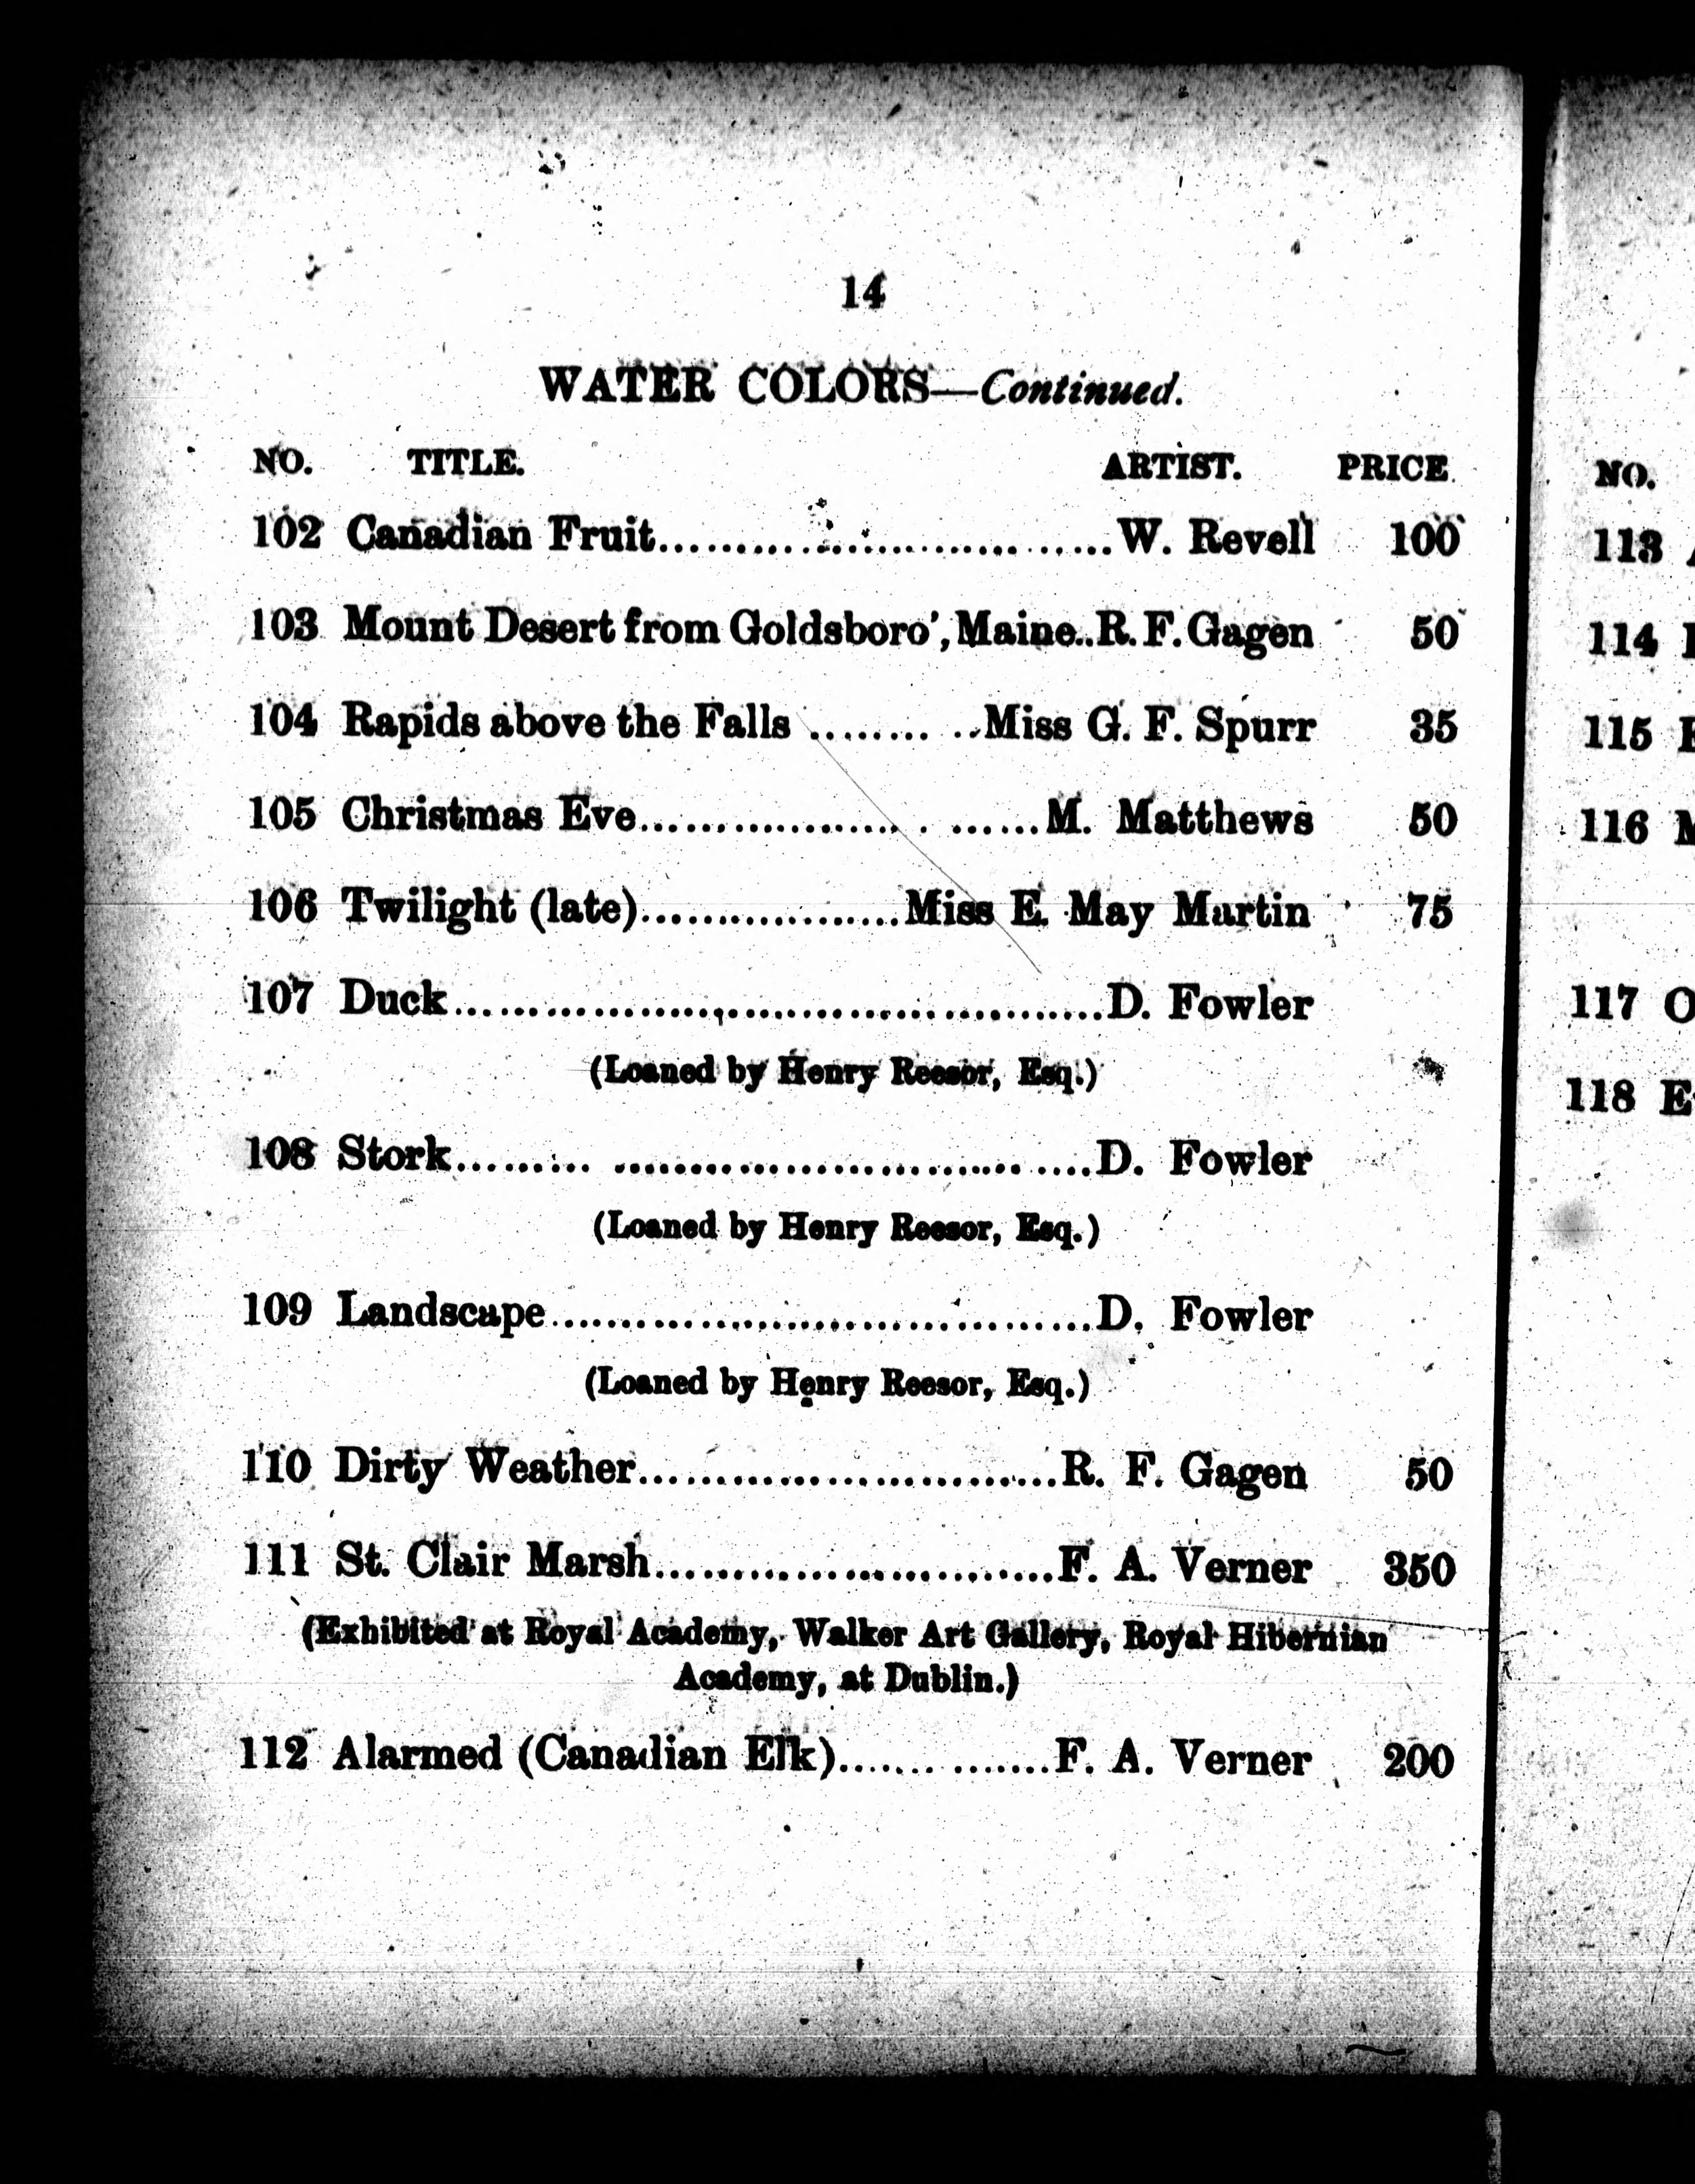 14
WATER COLORS—Continued.
NO. TITLE. ARTIST. PRICE
102 Canadian Fruit..............................W. Revell 100
103 Mount Desert from Goldsboro', Maine..R. F. Gagen 50
104 Rapids above the Falls ..........Miss G. F. Spurr 35
105 Christmas Eve..........................M. Matthews 50
106 Twilight (late)..................Miss E. May Martin 75
107 Duck..........................................D. Fowler
(Loaned by Henry Reesor, Esq.)
108 Stork.........................................D. Fowler
(Loaned by Henry Reesor, Esq.)
109 Landscape...................................D. Fowler
(Loaned by Henry Reesor, Esq.)
110 Dirty Weather...........................R. F. Gagen 50
111 St. Clair Marsh..........................F. A. Verner 350
(Exhibited at Royal Academy, Walker Art Gallery, Royal Hibernian
Academy, at Dublin.)
112 Alarmed (Canadian Elk)..............F. A. Verner 200
NO.
113
114
115
116
117
118